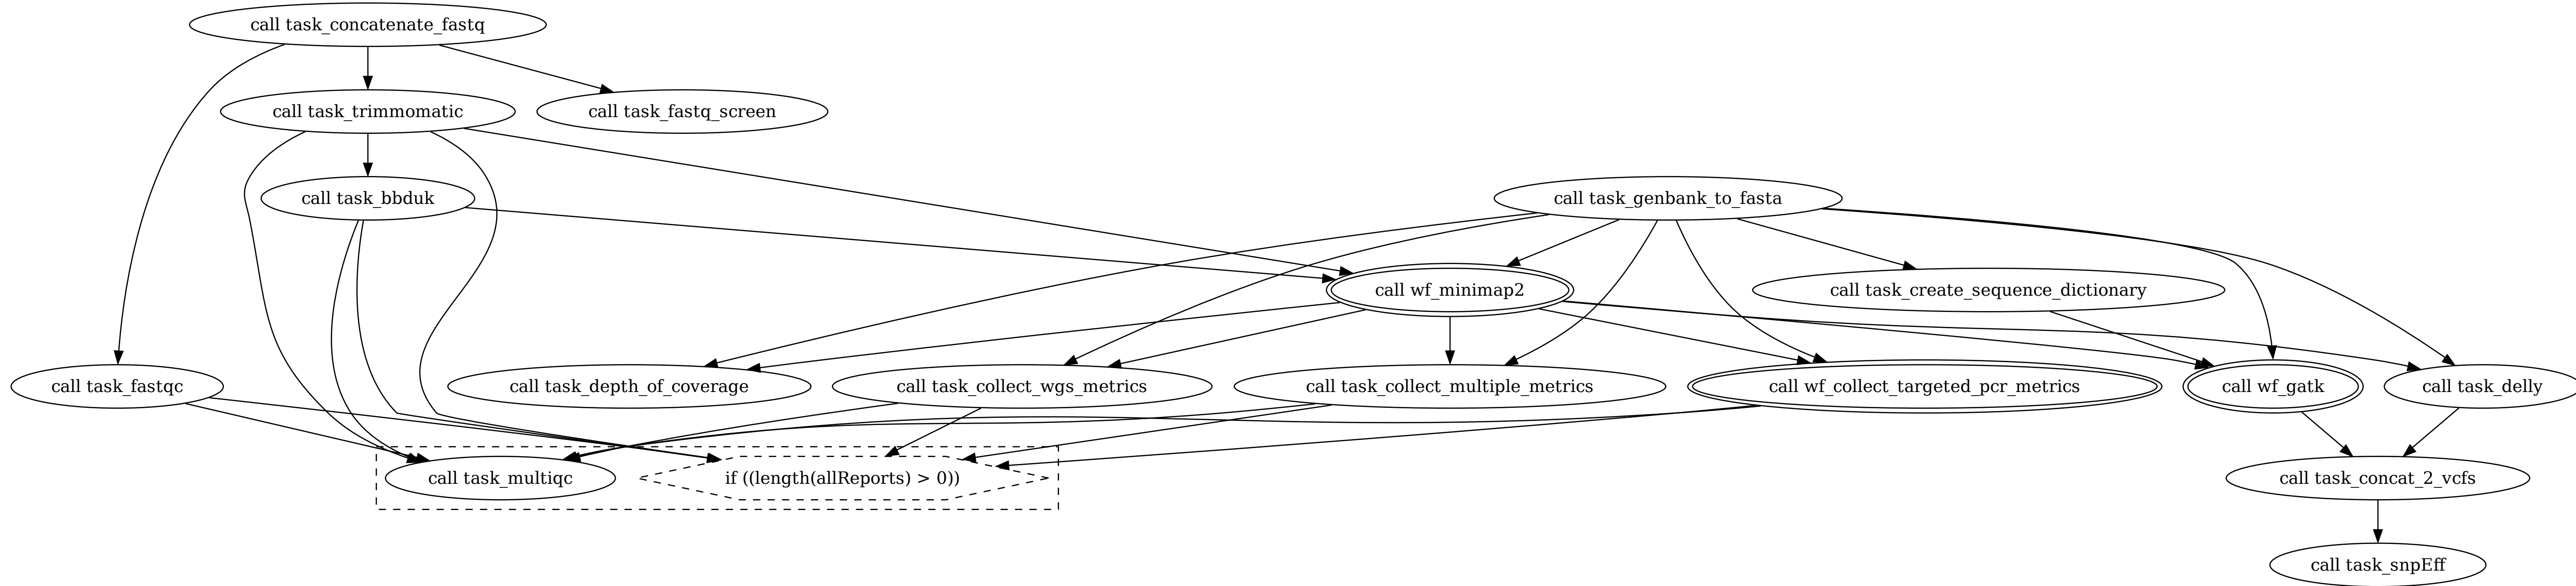 call task_concatenate_fastq
call task_trimmomatic
call task_fastq_screen
call task_bbduk
call task_genbank_to_fasta
call wf_minimap2
call task_create_sequence_dictionary
call task_fastqc
call task_depth_of_coverage
call task_collect_wgs_metrics
call task_collect_multiple_metrics
call wf_collect_targeted_pcr_metrics
call wf_gatk
call task_delly
call task_multiqc
if ((length(allReports) > 0))
call task_concat_2_vcfs
call task_snpEff